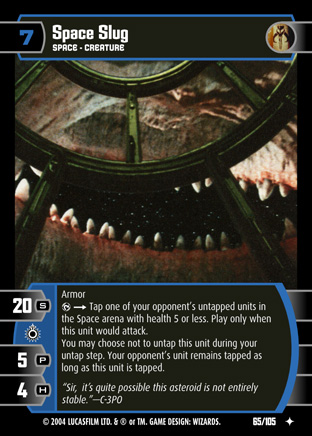 7
Space Slug
SPACE - CREATURE
20 S
5 P
4 H
Armor
→ Tap one of your opponent's untapped units in
the Space arena with health 5 or less. Play only when
this unit would attack.
You may choose not to untap this unit during your
untap step. Your opponent's unit remains tapped as
long as this unit is tapped.
"Sir, it's quite possible this asteroid is not entirely
stable."—C-3PO
© 2004 LUCASFILM LTD. & ® or TM. GAME DESIGN: WIZARDS.
65/105